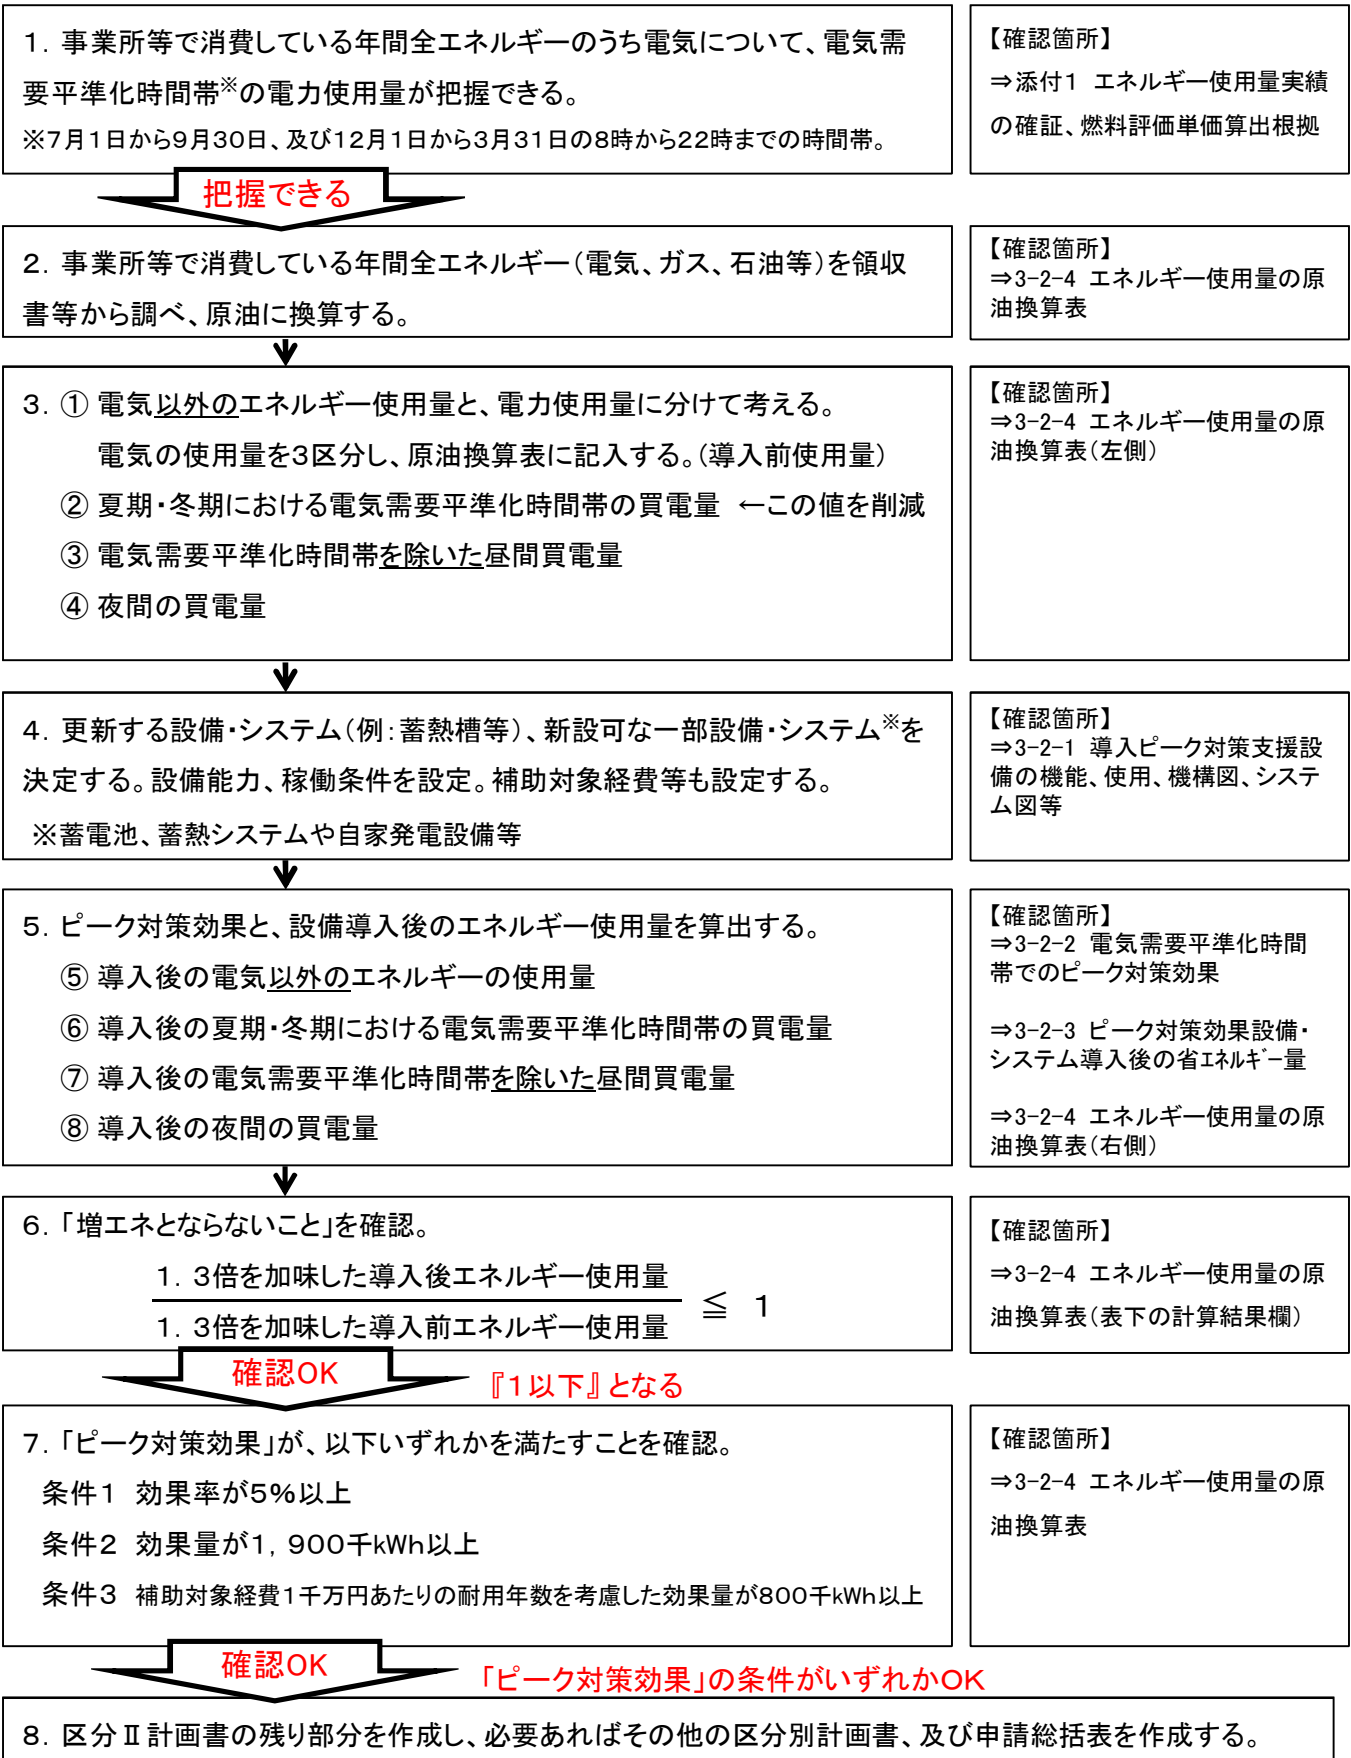 1．事業所等で消費している年間全エネルギーのうち電気について、電気需
要平準化時間帯※の電力使用量が把握できる。
※7月1日から9月30日、及び12月1日から3月31日の8時から22時までの時間帯。
【確認箇所】
⇒添付1 エネルギー使用量実績
の確証、燃料評価単価算出根拠
把握できる
2．事業所等で消費している年間全エネルギー（電気、ガス、石油等）を領収
書等から調べ、原油に換算する。
【確認箇所】
⇒3-2-4 エネルギー使用量の原
油換算表
3．① 電気以外のエネルギー使用量と、電力使用量に分けて考える。
電気の使用量を3区分し、原油換算表に記入する。（導入前使用量）
② 夏期・冬期における電気需要平準化時間帯の買電量 ←この値を削減
③ 電気需要平準化時間帯を除いた昼間買電量
④ 夜間の買電量
【確認箇所】
⇒3-2-4 エネルギー使用量の原
油換算表（左側）
4．更新する設備・システム（例：蓄熱槽等）、新設可な一部設備・システム※を
決定する。設備能力、稼働条件を設定。補助対象経費等も設定する。
※蓄電池、蓄熱システムや自家発電設備等
【確認箇所】
⇒3-2-1 導入ピーク対策支援設
備の機能、使用、機構図、システ
ム図等
5．ピーク対策効果と、設備導入後のエネルギー使用量を算出する。
⑤ 導入後の電気以外のエネルギーの使用量
⑥ 導入後の夏期・冬期における電気需要平準化時間帯の買電量
⑦ 導入後の電気需要平準化時間帯を除いた昼間買電量
⑧ 導入後の夜間の買電量
【確認箇所】
⇒3-2-2 電気需要平準化時間
帯でのピーク対策効果
⇒3-2-3 ピーク対策効果設備・
システム導入後の省ｴﾈﾙｷﾞｰ量
⇒3-2-4 エネルギー使用量の原
油換算表（右側）
6．「増エネとならないこと」を確認。
1．3倍を加味した導入後エネルギー使用量
1．3倍を加味した導入前エネルギー使用量
≦ 1
【確認箇所】
⇒3-2-4 エネルギー使用量の原
油換算表（表下の計算結果欄）
確認OK
『1以下』となる
7．「ピーク対策効果」が、以下いずれかを満たすことを確認。
条件1 効果率が5％以上
条件2 効果量が1，900千kWh以上
条件3 補助対象経費1千万円あたりの耐用年数を考慮した効果量が800千kWh以上
【確認箇所】
⇒3-2-4 エネルギー使用量の原
油換算表
確認OK
「ピーク対策効果」の条件がいずれかOK
8．区分Ⅱ計画書の残り部分を作成し、必要あればその他の区分別計画書、及び申請総括表を作成する。